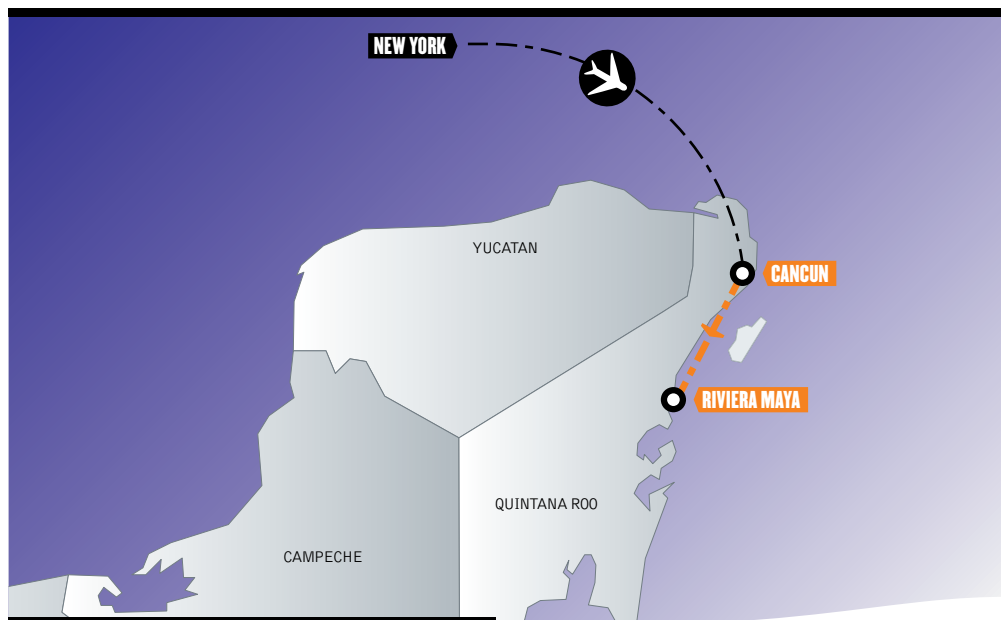 NEW YORK
YUCATAN
CANCUN
RIVIERA MAYA
QUINTANA ROO
CAMPECHE